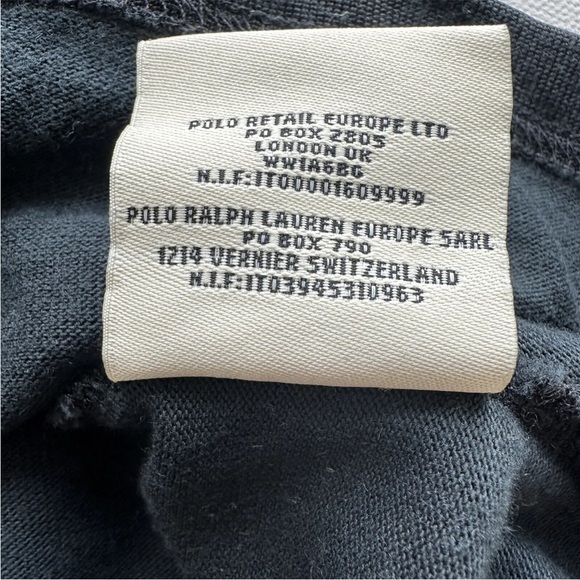 POLO RETAIL EUROPE LTD
PO BOX 2805
LONDON UK
WW1A6BG
N.I.F:IT00001609999
POLO RALPH LAUREN EUROPE SARL
PO BOX 790
1214 VERNIER SWITZERLAND
N.I.F:IT03945310963